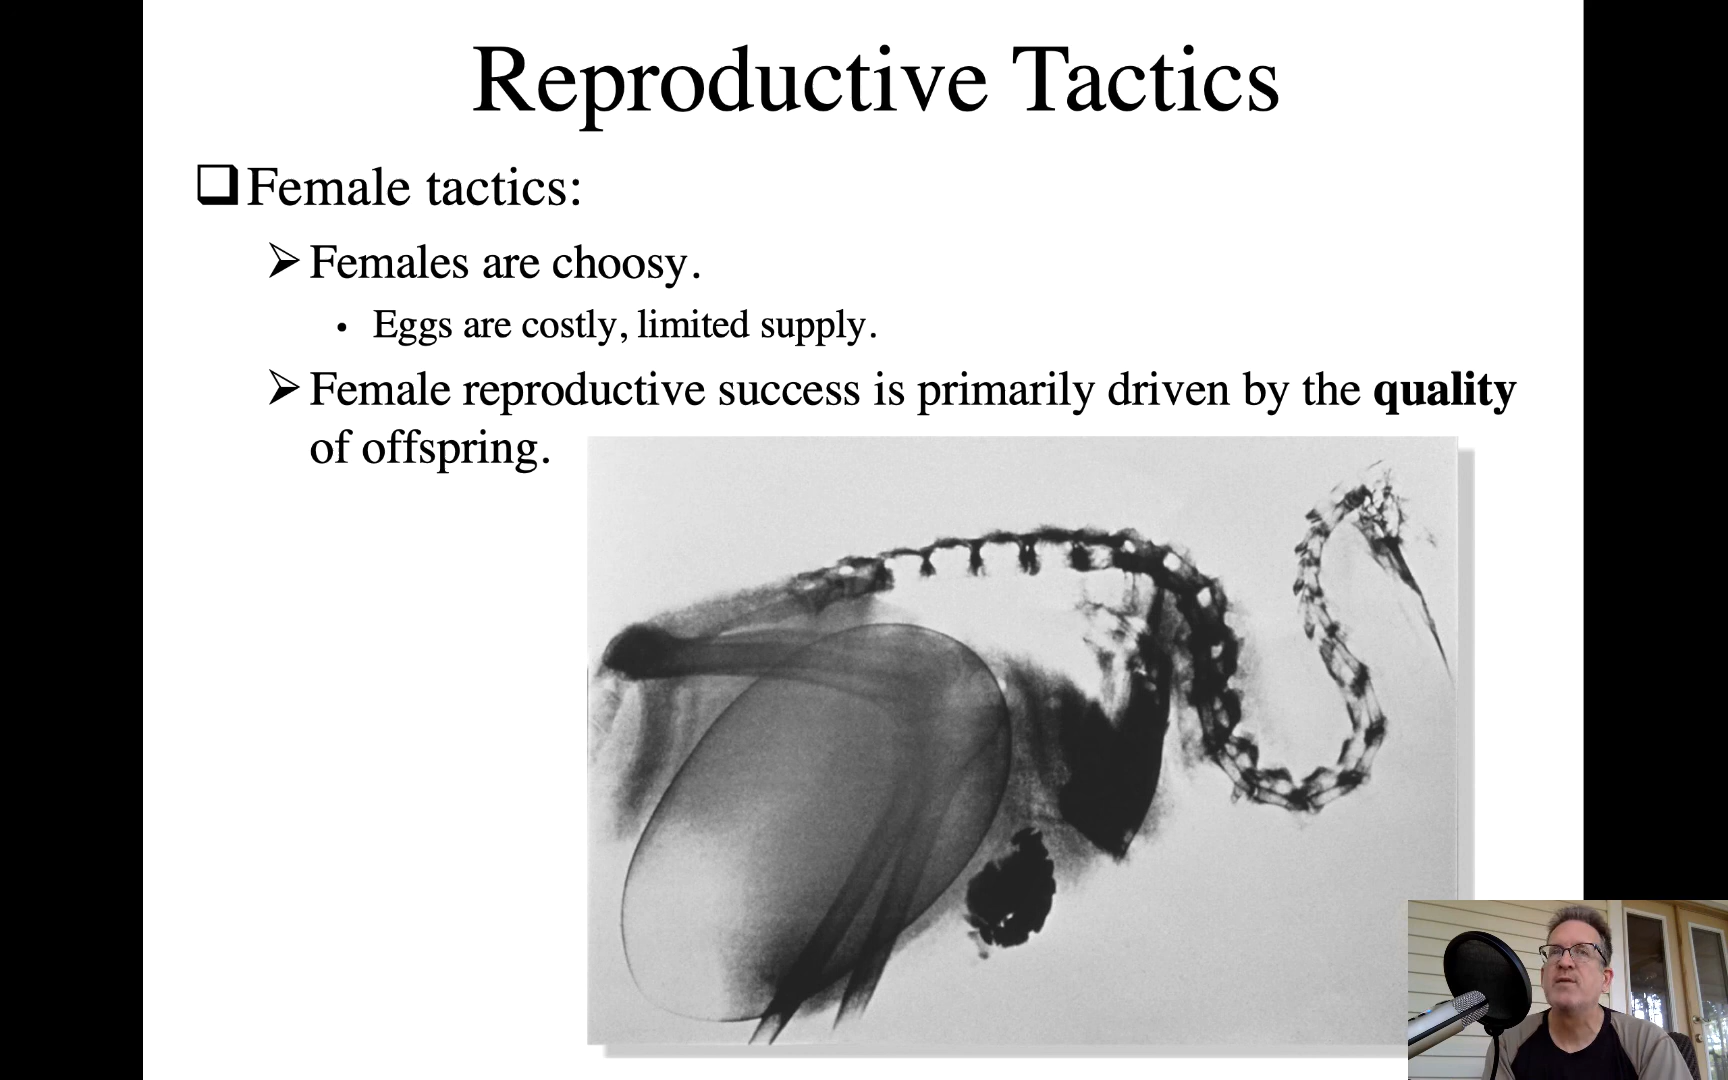 Reproductive Tactics
❑Female tactics:
➢Females are choosy.
• Eggs are costly, limited supply.
➢Female reproductive success is primarily driven by the quality
of offspring.